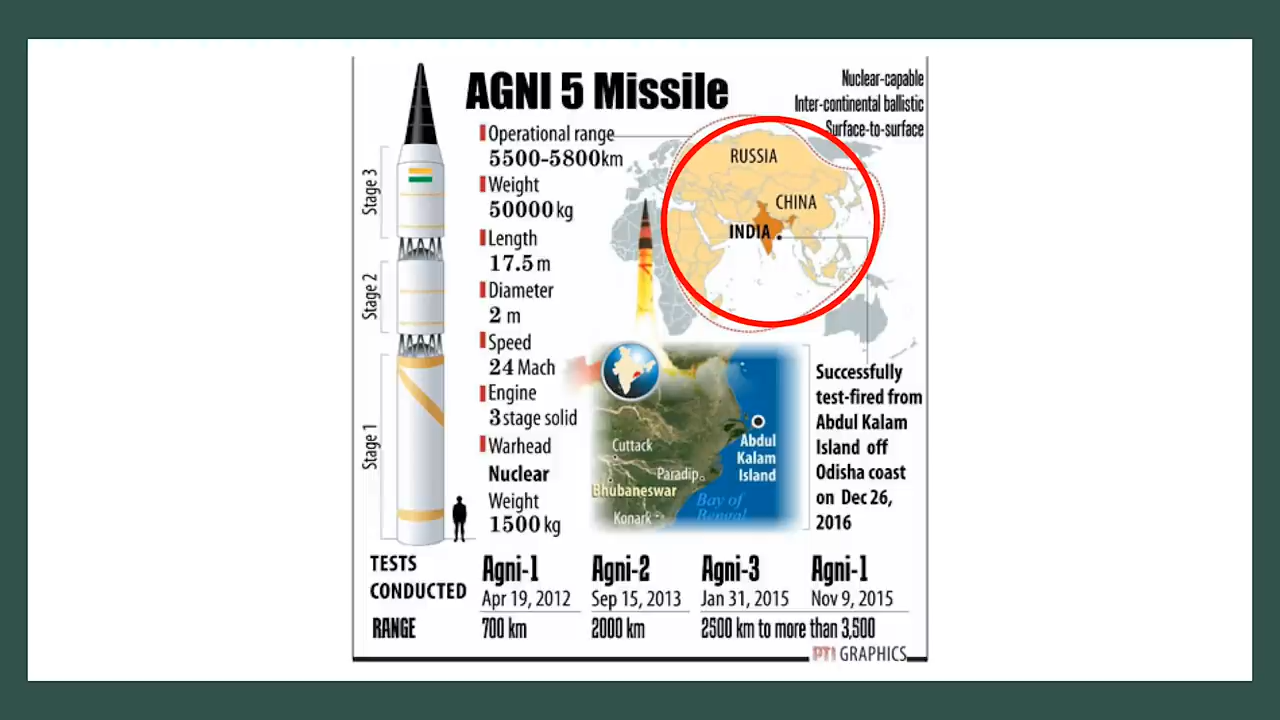 AGNI 5 Missile
Nuclear-capable
Inter-continental ballistic
Surface-to-surface
Operational range
5500-5800km
Weight
50000 kg
Length
17.5 m
Diameter
2 m
Speed
24 Mach
Engine
3 stage solid
Warhead
Nuclear
Weight
1500 kg
Stage 3
Stage 2
Stage 1
RUSSIA
CHINA
INDIA
Cuttack
Paradip
Bhubaneswar
Konark
Bay of
Bengal
Abdul
Kalam
Island
Successfully
test-fired from
Abdul Kalam
Island off
Odisha coast
on Dec 26,
2016
TESTS
CONDUCTED
Agni-1 Agni-2 Agni-3 Agni-1
Apr 19, 2012 Sep 15, 2013 Jan 31, 2015 Nov 9, 2015
RANGE 700 km 2000 km 2500 km to more than 3,500
PTI GRAPHICS